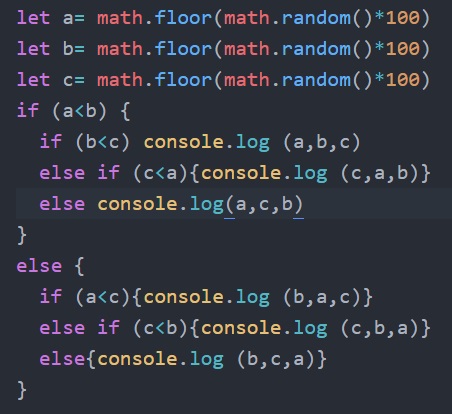 let a= math.floor(math.random()*100)
let b= math.floor(math.random()*100)
let c= math.floor(math.random()*100)
if (a<b) {
  if (b<c) console.log (a,b,c)
  else if (c<a){console.log (c,a,b)}
  else console.log(a,c,b)
}
else {
  if (a<c){console.log (b,a,c)}
  else if (c<b){console.log (c,b,a)}
  else{console.log (b,c,a)}
}